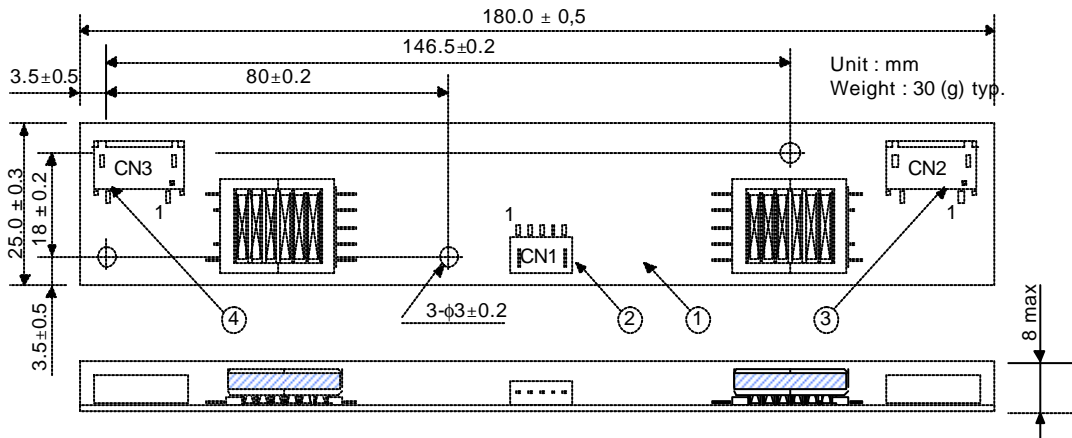 180.0 ± 0,5
146.5±0.2
3.5±0.5
80±0.2
Unit : mm
Weight : 30 (g) typ.
25.0 ± 0.3
18 ± 0.2
3.5±0.5
CN3
1
1
CN1
CN2
1
3-φ3±0.2
4
2
1
3
8 max